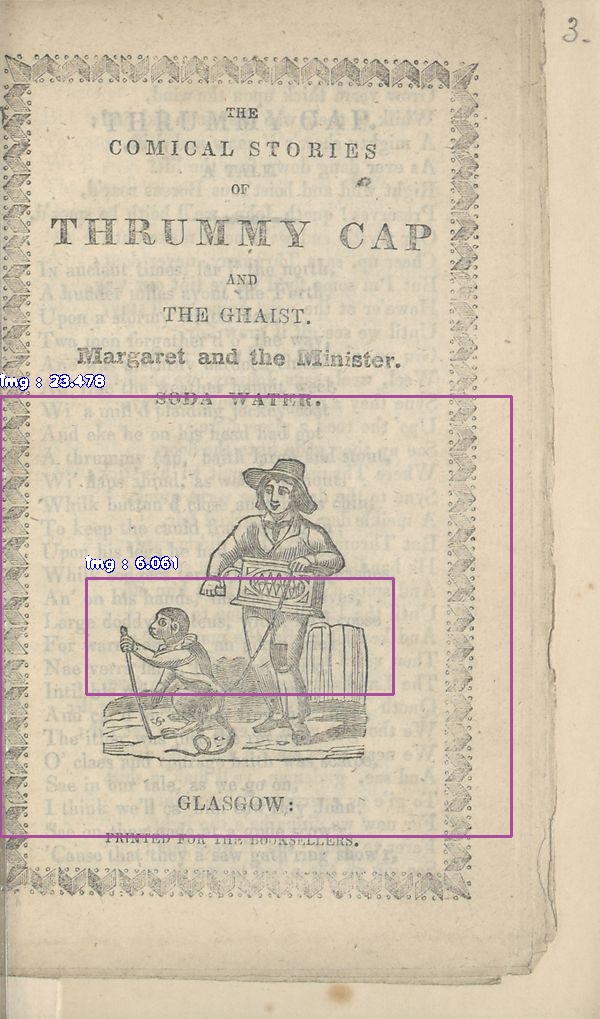 3.
THE
COMICAL STORIES
OF
THRUMMY CAP
AND
THE GHAIST.
Margaret and the Minister.
img : 23.478
SODA WATER.
img : 6.061
GLASGOW:
PRINTED FOR THE BOOKSELLERS.